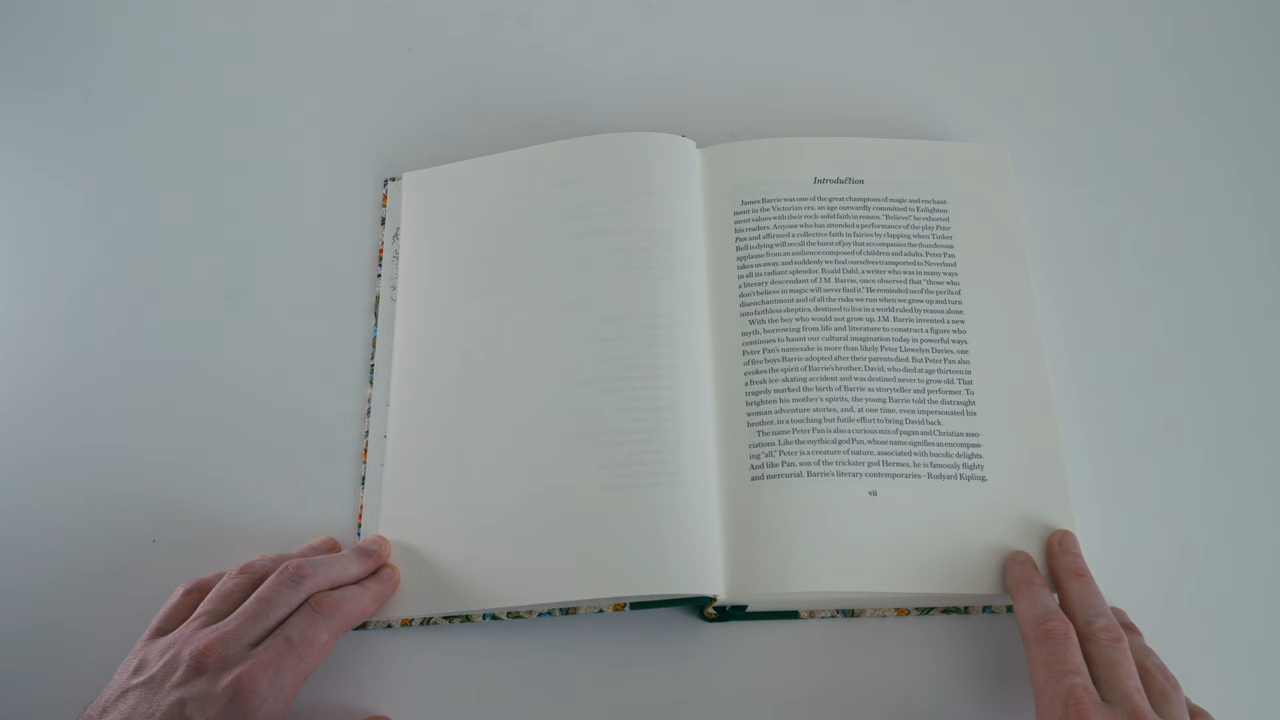 Introduction
James Barrie was one of the great champions of magic and enchant-
ment in the Victorian era, an age outwardly committed to Enlighten-
ment values with their rock-solid faith in reason. “Believe!” he exhorted
his readers. Anyone who has attended a performance of the play Peter
Pan and affirmed a collective faith in fairies by clapping when Tinker
Bell is dying will recall the burst of joy that accompanies the thunderous
applause from an audience composed of children and adults. Peter Pan
takes us away, and suddenly we find ourselves transported to Neverland
in all its radiant splendor. Roald Dahl, a writer who was in many ways
a literary descendant of J.M. Barrie, once observed that “those who
don’t believe in magic will never find it.” He reminded us of the perils of
disenchantment and of all the risks we run when we grow up and turn
into faithless skeptics, destined to live in a world ruled by reason alone.
With the boy who would not grow up, J.M. Barrie invented a new
myth, borrowing from life and literature to construct a figure who
continues to haunt our cultural imagination today in powerful ways.
Peter Pan’s namesake is more than likely Peter Llewelyn Davies, one
of five boys Barrie adopted after their parents died. But Peter Pan also
evokes the spirit of Barrie’s brother, David, who died at age thirteen in
a freak ice-skating accident and was destined never to grow old. That
tragedy marked the birth of Barrie as storyteller and performer. To
brighten his mother’s spirits, the young Barrie told the distraught
woman adventure stories, and, at one time, even impersonated his
brother, in a touching but futile effort to bring David back.
The name Peter Pan is also a curious mix of pagan and Christian asso-
ciations. Like the mythical god Pan, whose name signifies an encompass-
ing “all,” Peter is a creature of nature, associated with bucolic delights.
And like Pan, son of the trickster god Hermes, he is famously flighty
and mercurial. Barrie’s literary contemporaries—Rudyard Kipling,
vii